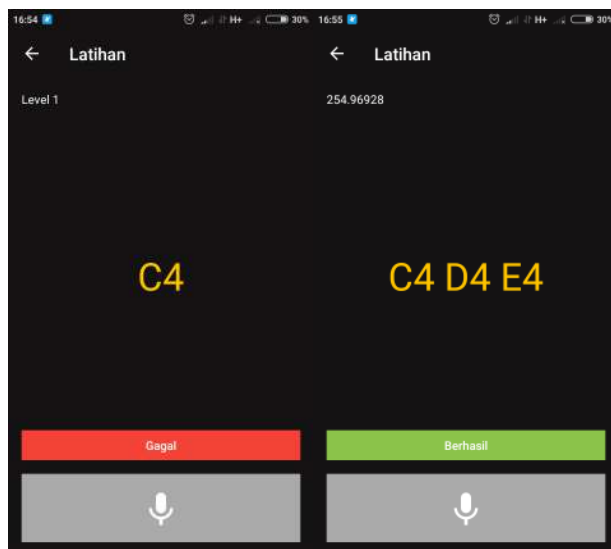 16:54 H+ 30%
Latihan
Level 1
C4
Gagal
16:55 H+ 30%
Latihan
254.96928
C4 D4 E4
Berhasil